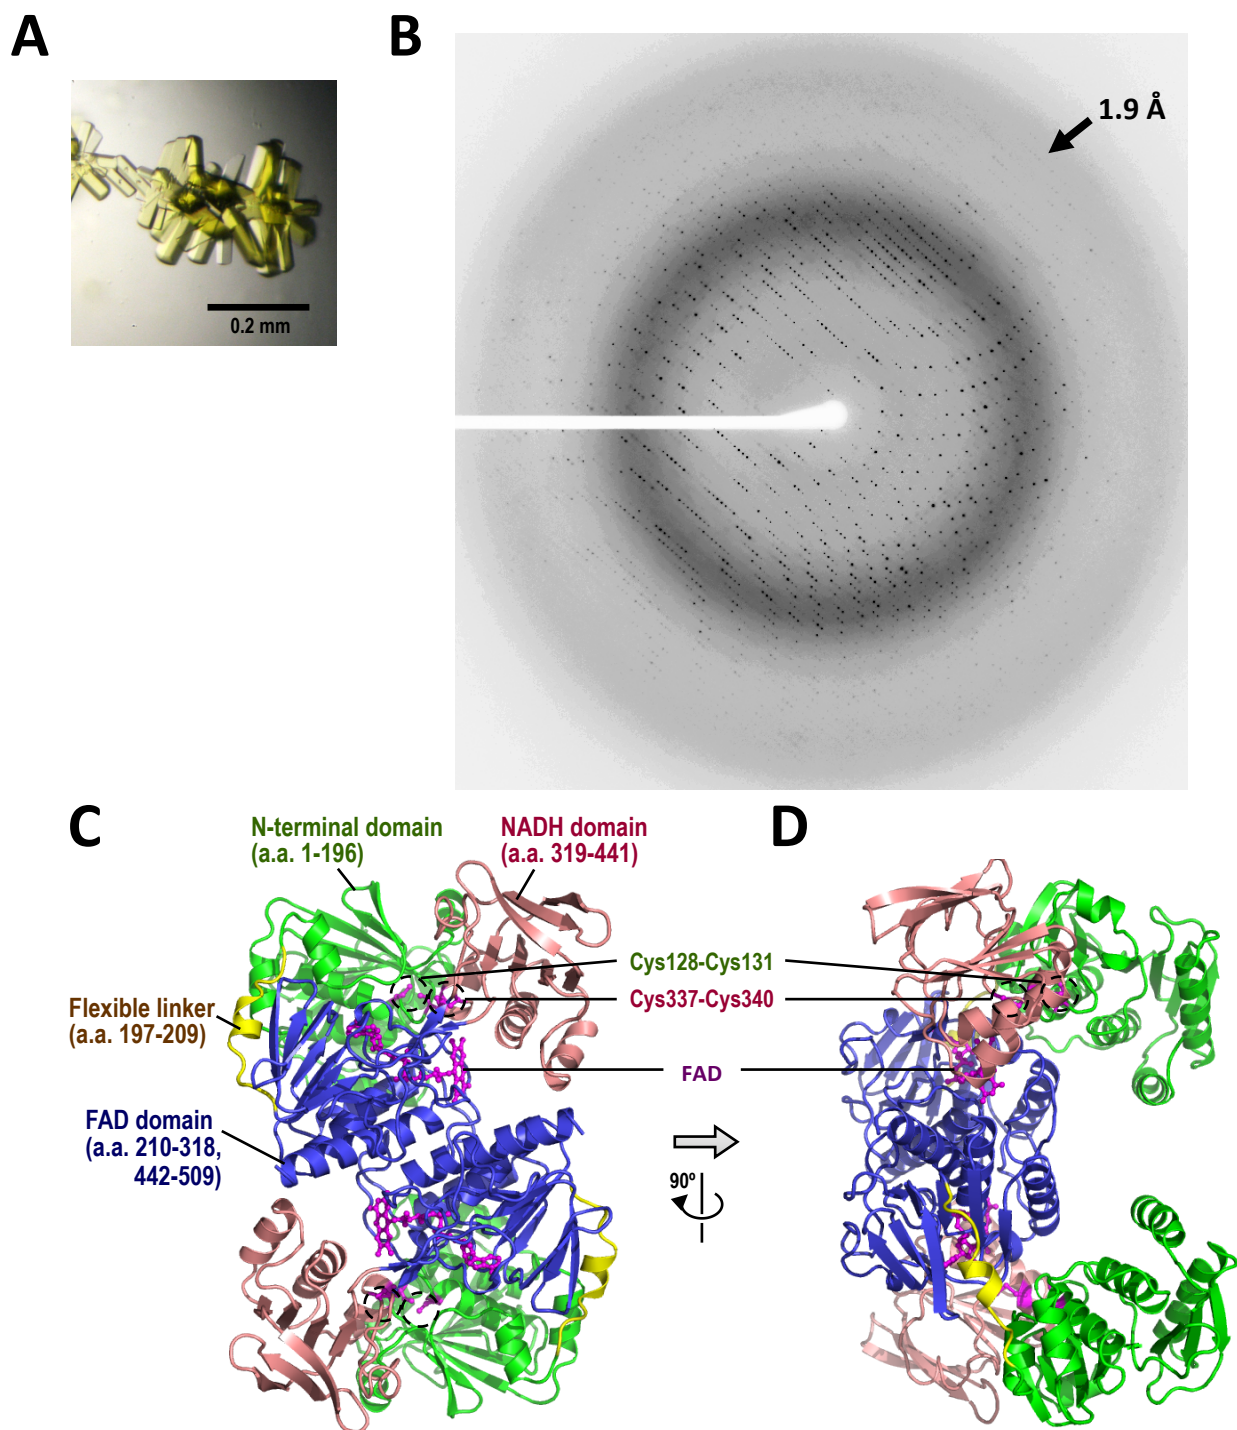 A
B
1.9 Å
0.2 mm
C
D
N-terminal domain
(a.a. 1-196)
NADH domain
(a.a. 319-441)
Cys128-Cys131
Cys337-Cys340
Flexible linker
(a.a. 197-209)
FAD
FAD domain
(a.a. 210-318,
442-509)
90º